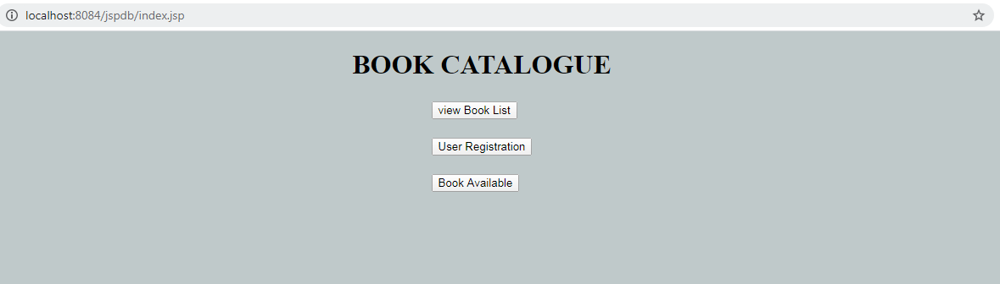 localhost:8084/jspdb/index.jsp
BOOK CATALOGUE
view Book List
User Registration
Book Available